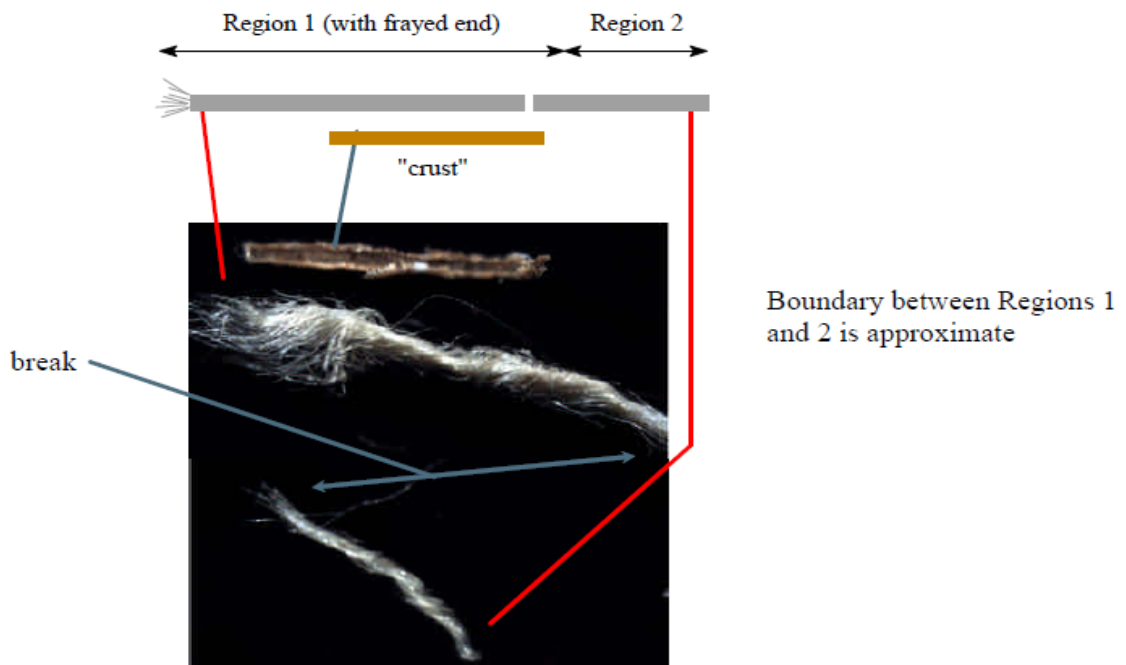 Region 1 (with frayed end)
Region 2
"crust"
Boundary between Regions 1
and 2 is approximate
break